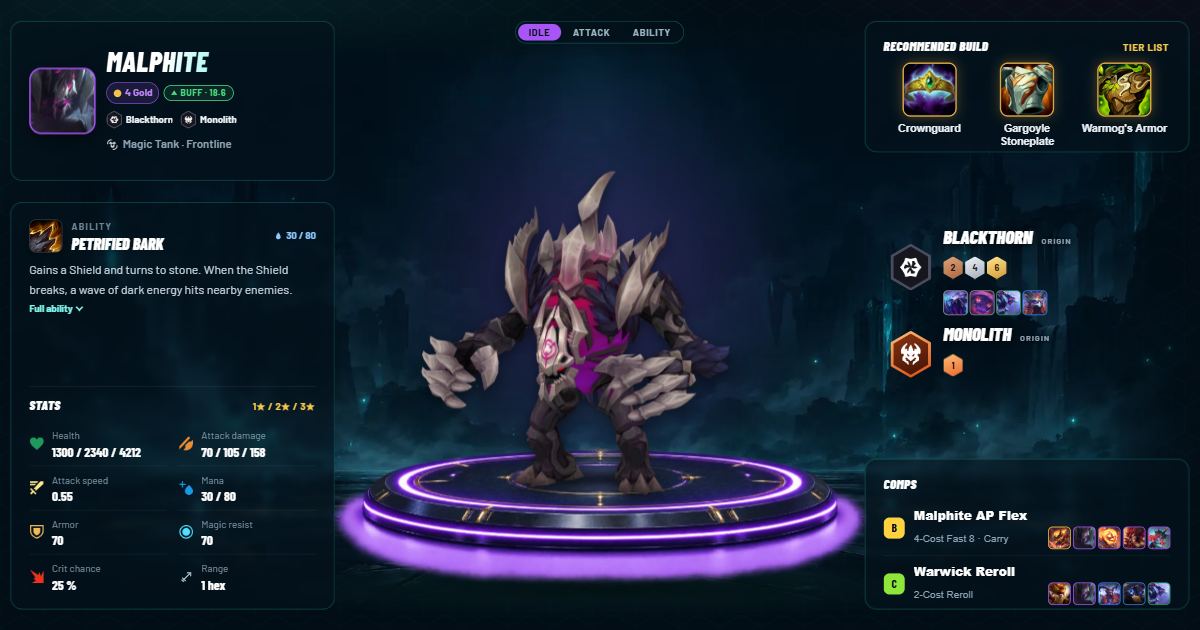 IDLE ATTACK ABILITY
MALPHITE
4 Gold
BUFF · 18.6
Blackthorn
Monolith
Magic Tank · Frontline
ABILITY
PETRIFIED BARK
30 / 80
Gains a Shield and turns to stone. When the Shield
breaks, a wave of dark energy hits nearby enemies.
Full ability
STATS
1★ / 2★ / 3★
Health
1300 / 2340 / 4212
Attack damage
70 / 105 / 158
Attack speed
0.55
Mana
30 / 80
Armor
70
Magic resist
70
Crit chance
25 %
Range
1 hex
RECOMMENDED BUILD
TIER LIST
Crownguard
Gargoyle
Stoneplate
Warmog's Armor
BLACKTHORN ORIGIN
2 4 6
MONOLITH ORIGIN
1
COMPS
B
Malphite AP Flex
4-Cost Fast 8 · Carry
C
Warwick Reroll
2-Cost Reroll